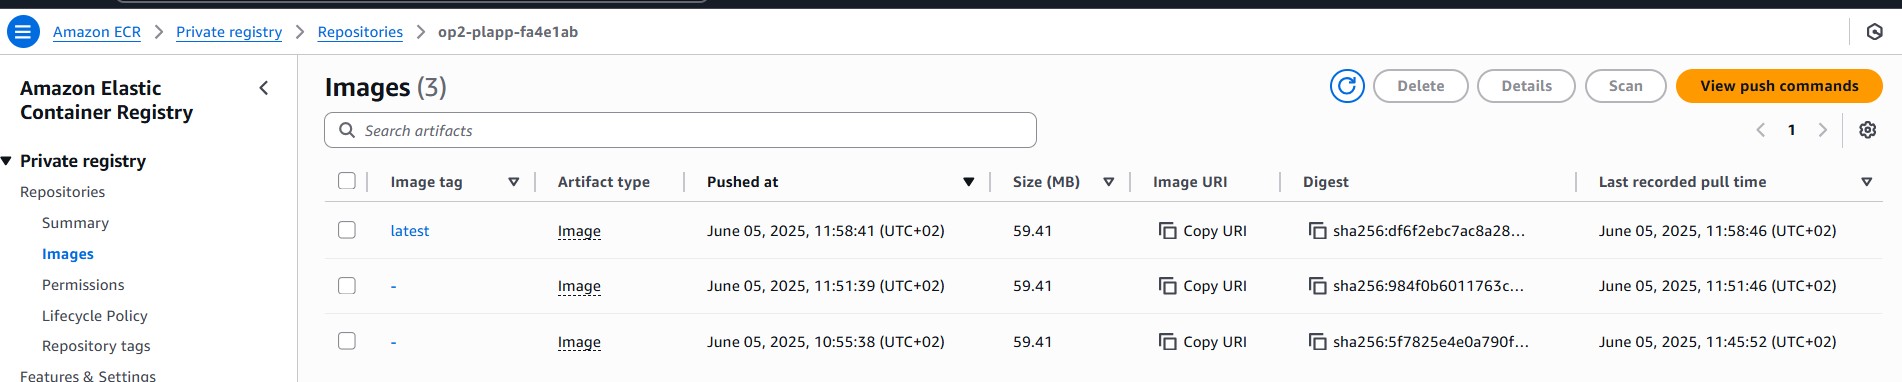 Amazon ECR > Private registry > Repositories > op2-plapp-fa4e1ab
Amazon Elastic
Container Registry
Private registry
Repositories
Summary
Images
Permissions
Lifecycle Policy
Repository tags
Features & Settings
Images (3)
Delete Details Scan View push commands
Search artifacts
1
Image tag Artifact type Pushed at Size (MB) Image URI Digest Last recorded pull time
latest Image June 05, 2025, 11:58:41 (UTC+02) 59.41 Copy URI sha256:df6f2ebc7ac8a28... June 05, 2025, 11:58:46 (UTC+02)
- Image June 05, 2025, 11:51:39 (UTC+02) 59.41 Copy URI sha256:984f0b6011763c... June 05, 2025, 11:51:46 (UTC+02)
- Image June 05, 2025, 10:55:38 (UTC+02) 59.41 Copy URI sha256:5f7825e4e0a790f... June 05, 2025, 11:45:52 (UTC+02)